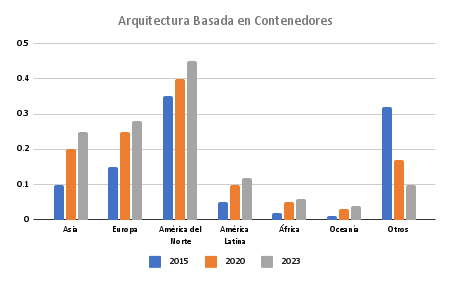 Arquitectura Basada en Contenedores
0.5
0.4
0.3
0.2
0.1
0
Asia
Europa
América del
Norte
América
Latina
África
Oceanía
Otros
2015
2020
2023